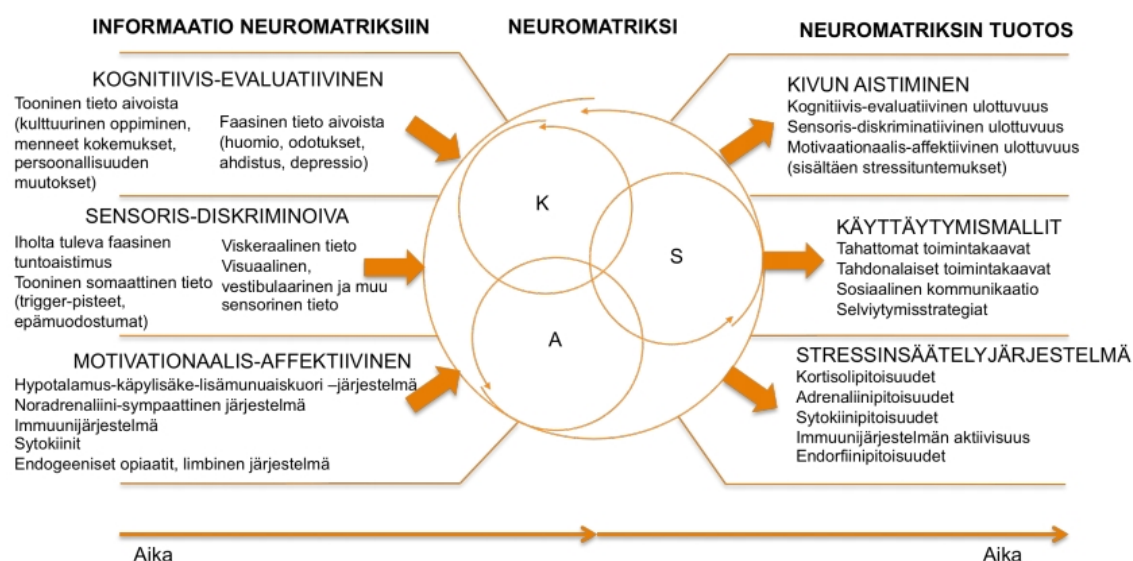 INFORMAATIO NEUROMATRIKSIIN
NEUROMATRIKSI
NEUROMATRIKSIN TUOTOS
KOGNITIIVIS-EVALUATIIVINEN
Tooninen tieto aivoista
(kulttuurinen oppiminen,
menneet kokemukset,
persoonallisuuden
muutokset)
Faasinen tieto aivoista
(huomio, odotukset,
ahdistus, depressio)
SENSORIS-DISKRIMINOIVA
Iholta tuleva faasinen
tuntoaistimus
Tooninen somaattinen tieto
(trigger-pisteet,
epämuodostumat)
Viskeraalinen tieto
Visuaalinen,
vestibulaarinen ja muu
sensorinen tieto
MOTIVATIONAALIS-AFFEKTIIVINEN
Hypotalamus-käpylisäke-lisämunuaiskuori –järjestelmä
Noradrenaliini-sympaattinen järjestelmä
Immuunijärjestelmä
Sytokiinit
Endogeeniset opiaatit, limbinen järjestelmä
K
S
A
KIVUN AISTIMINEN
Kognitiivis-evaluatiivinen ulottuvuus
Sensoris-diskriminatiivinen ulottuvuus
Motivaationaalis-affektiivinen ulottuvuus
(sisältäen stressituntemukset)
KÄYTTÄYTYMISMALLIT
Tahattomat toimintakaavat
Tahdonalaiset toimintakaavat
Sosiaalinen kommunikaatio
Selviytymisstrategiat
STRESSINSÄÄTELYJÄRJESTELMÄ
Kortisolipitoisuudet
Adrenaliinipitoisuudet
Sytokiinipitoisuudet
Immuunijärjestelmän aktiivisuus
Endorfiinipitoisuudet
Aika
Aika